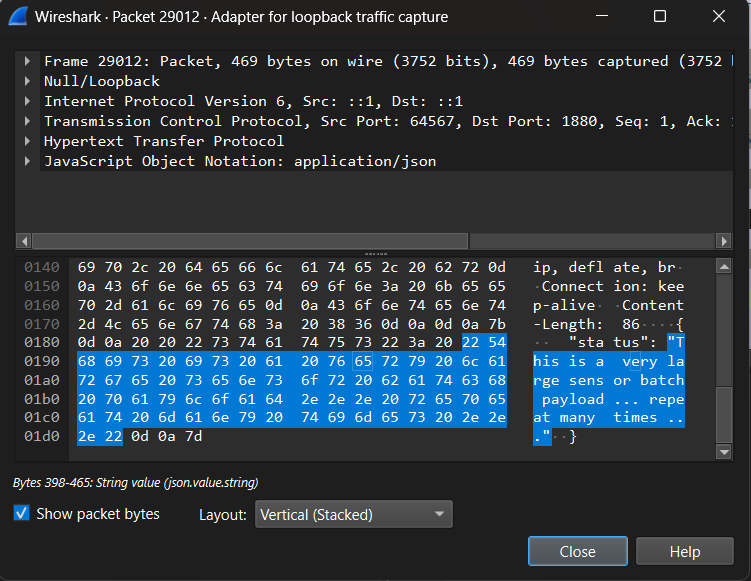 Wireshark · Packet 29012 · Adapter for loopback traffic capture
Frame 29012: Packet, 469 bytes on wire (3752 bits), 469 bytes captured (3752 b
Null/Loopback
Internet Protocol Version 6, Src: ::1, Dst: ::1
Transmission Control Protocol, Src Port: 64567, Dst Port: 1880, Seq: 1, Ack: 1
Hypertext Transfer Protocol
JavaScript Object Notation: application/json
0140 69 70 2c 20 64 65 66 6c 61 74 65 2c 20 62 72 0d ip, defl ate, br·
0150 0a 43 6f 6e 6e 65 63 74 69 6f 6e 3a 20 6b 65 65 ·Connect ion: kee
0160 70 2d 61 6c 69 76 65 0d 0a 43 6f 6e 74 65 6e 74 p-alive· ·Content
0170 2d 4c 65 6e 67 74 68 3a 20 38 36 0d 0a 0d 0a 7b -Length: 86····{
0180 0d 0a 20 20 22 73 74 61 74 75 73 22 3a 20 22 54 ··  "sta tus": "T
0190 68 69 73 20 69 73 20 61 20 76 65 72 79 20 6c 61 his is a  very la
01a0 72 67 65 20 73 65 6e 73 6f 72 20 62 61 74 63 68 rge sens or batch
01b0 20 70 61 79 6c 6f 61 64 2e 2e 2e 20 72 65 70 65 payload ... repe
01c0 61 74 20 6d 61 6e 79 20 74 69 6d 65 73 20 2e 2e at many  times ..
01d0 2e 22 0d 0a 7d ."··}
Bytes 398-465: String value (json.value.string)
Show packet bytes Layout: Vertical (Stacked)
Close Help